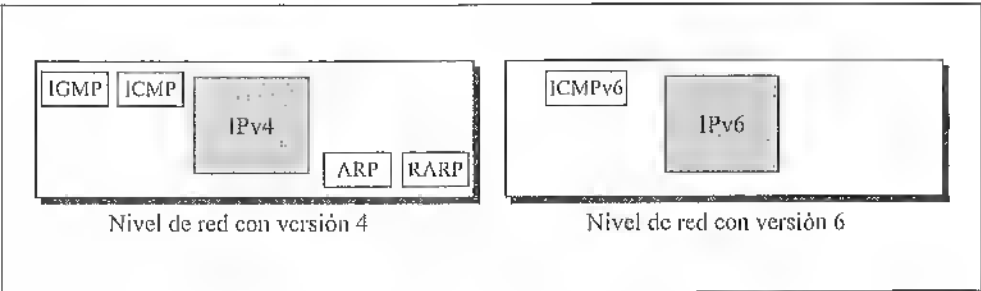 IGMP ICMP
IPv4
ARP RARP
Nivel de red con versión 4
ICMPv6
IPv6
Nivel de red con versión 6